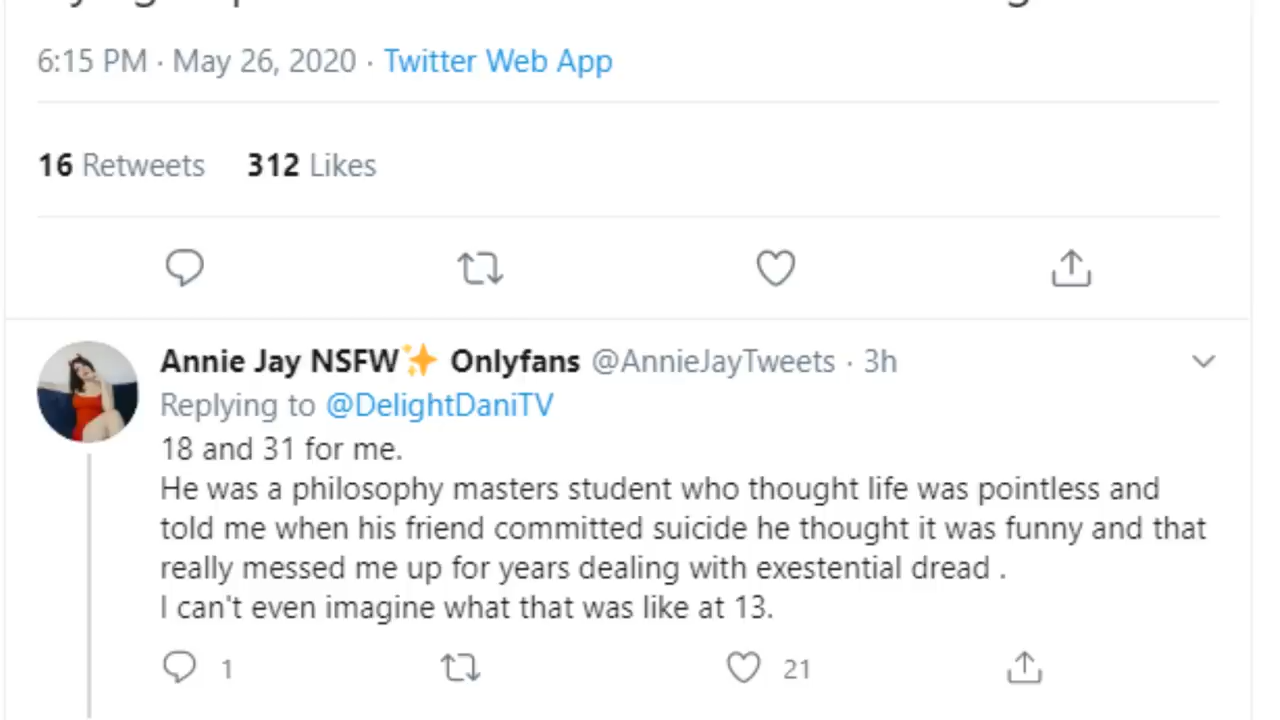 6:15 PM · May 26, 2020 · Twitter Web App
16 Retweets 312 Likes
Annie Jay NSFW✨ Onlyfans @AnnieJayTweets · 3h
Replying to @DelightDaniTV
18 and 31 for me.
He was a philosophy masters student who thought life was pointless and
told me when his friend committed suicide he thought it was funny and that
really messed me up for years dealing with exestential dread .
I can't even imagine what that was like at 13.
1 21